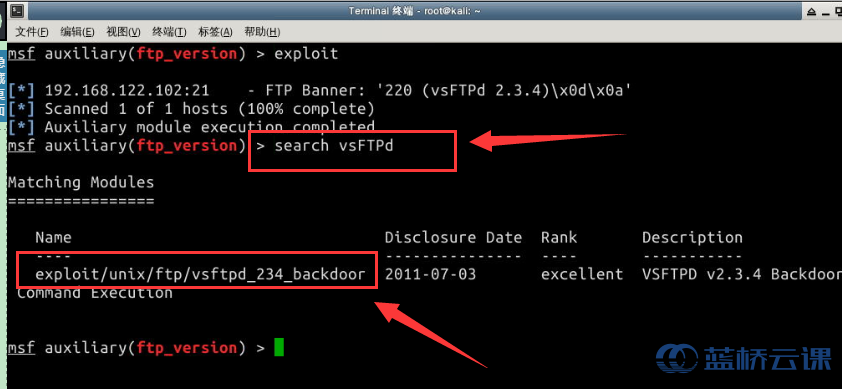 Terminal 终端 - root@kali: ~
文件(F) 编辑(E) 视图(V) 终端(T) 标签(A) 帮助(H)
msf auxiliary(ftp_version) > exploit
[*] 192.168.122.102:21    - FTP Banner: '220 (vsFTPd 2.3.4)\x0d\x0a'
[*] Scanned 1 of 1 hosts (100% complete)
[*] Auxiliary module execution completed
msf auxiliary(ftp_version) > search vsFTPd
Matching Modules
================
Name Disclosure Date Rank Description
---- --------------- ---- -----------
exploit/unix/ftp/vsftpd_234_backdoor 2011-07-03 excellent VSFTPD v2.3.4 Backdoor
Command Execution
msf auxiliary(ftp_version) >
蓝桥云课